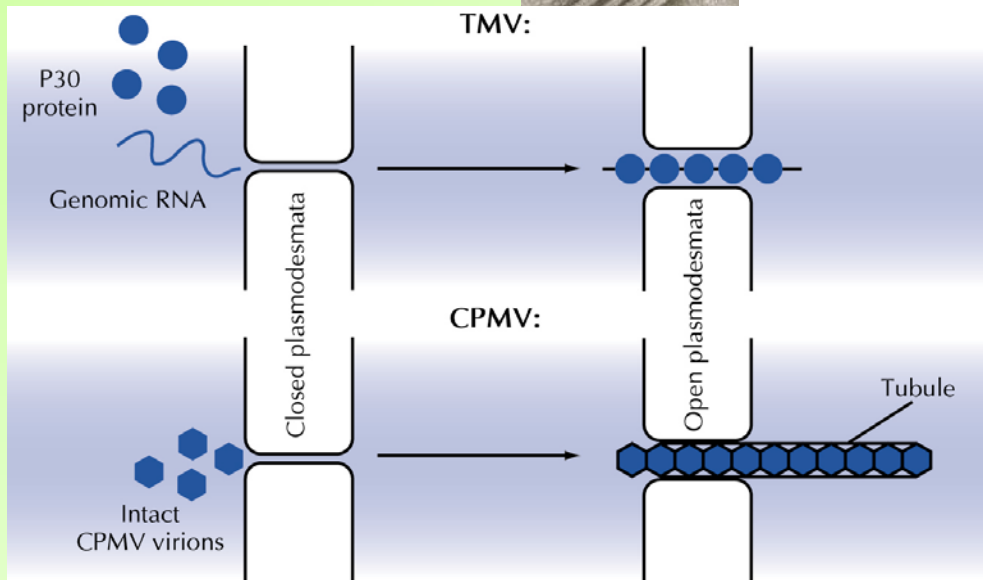 TMV:
P30
protein
Genomic RNA
Closed plasmodesmata
Open plasmodesmata
CPMV:
Tubule
Intact
CPMV virions